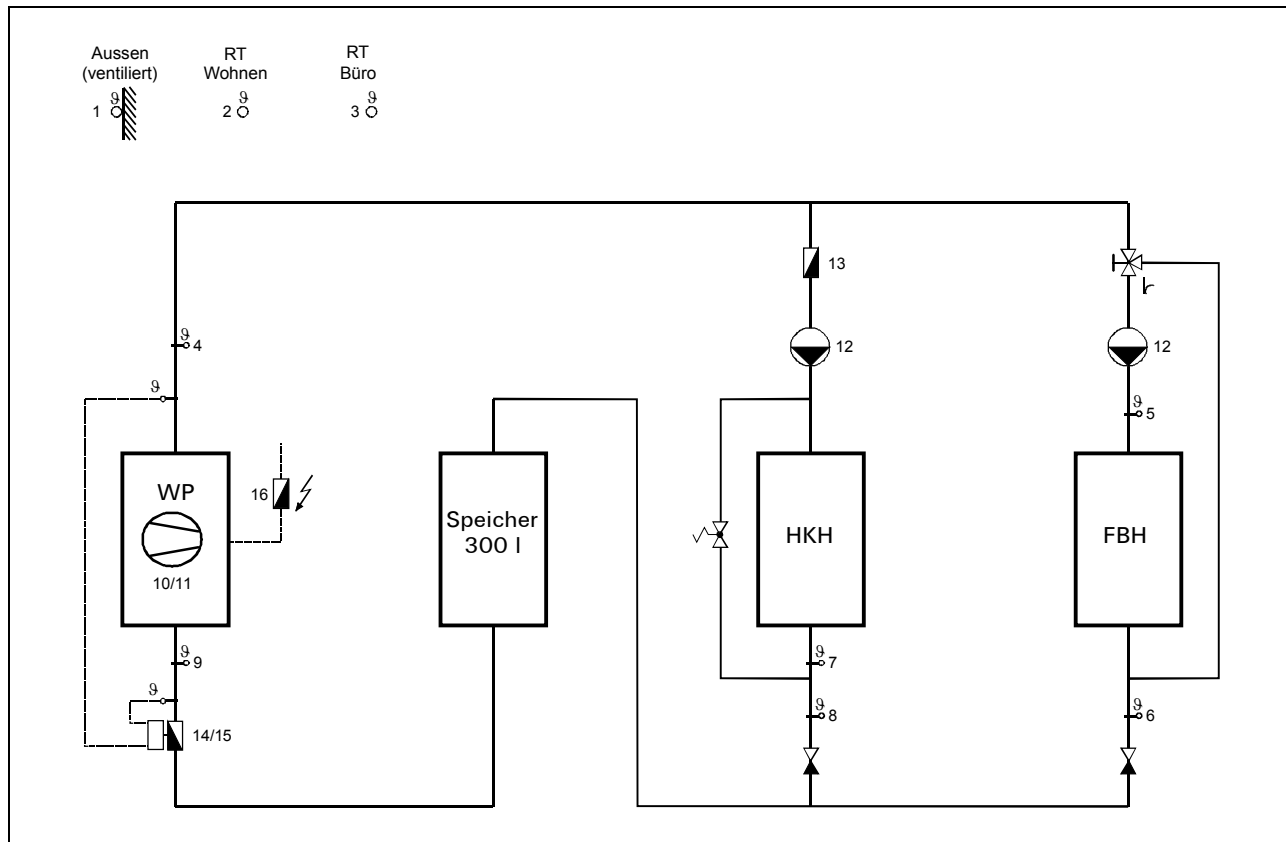 Aussen
(ventiliert)
RT
Wohnen
RT
Büro
1 ϑ
2 ϑ
3 ϑ
13
ϑ 4
12
12
ϑ
ϑ 5
WP
16
Speicher
300 l
HKH
FBH
10/11
ϑ 9
ϑ 7
ϑ
ϑ 8
ϑ 6
14/15